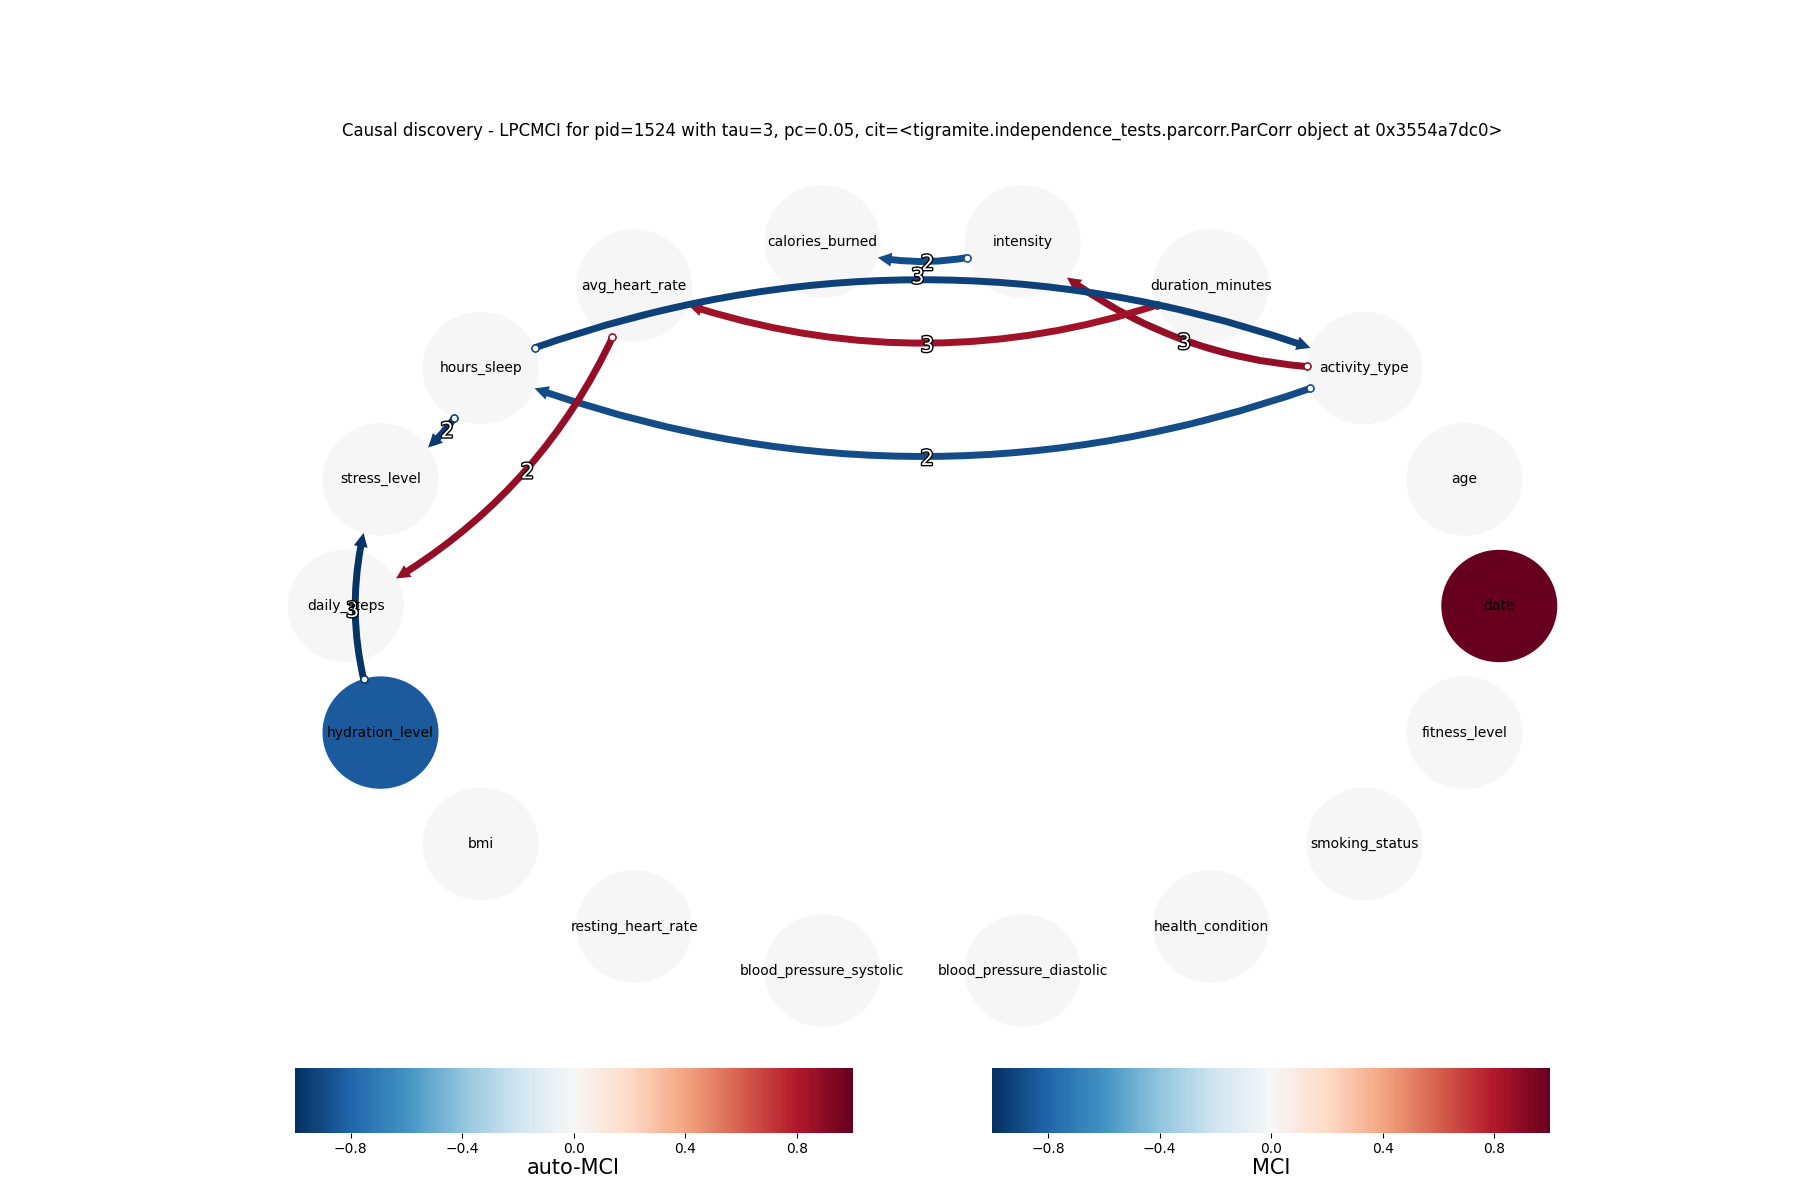 Causal discovery - LPCMCI for pid=1524 with tau=3, pc=0.05, cit=<tigramite.independence_tests.parcorr.ParCorr object at 0x3554a7dc0>
calories_burned
intensity
2
3
avg_heart_rate
duration_minutes
3
3
hours_sleep
activity_type
2
2
2
stress_level
age
daily_steps
3
date
hydration_level
fitness_level
bmi
smoking_status
resting_heart_rate
health_condition
blood_pressure_systolic
blood_pressure_diastolic
−0.8 −0.4 0.0 0.4 0.8
auto-MCI
−0.8 −0.4 0.0 0.4 0.8
MCI